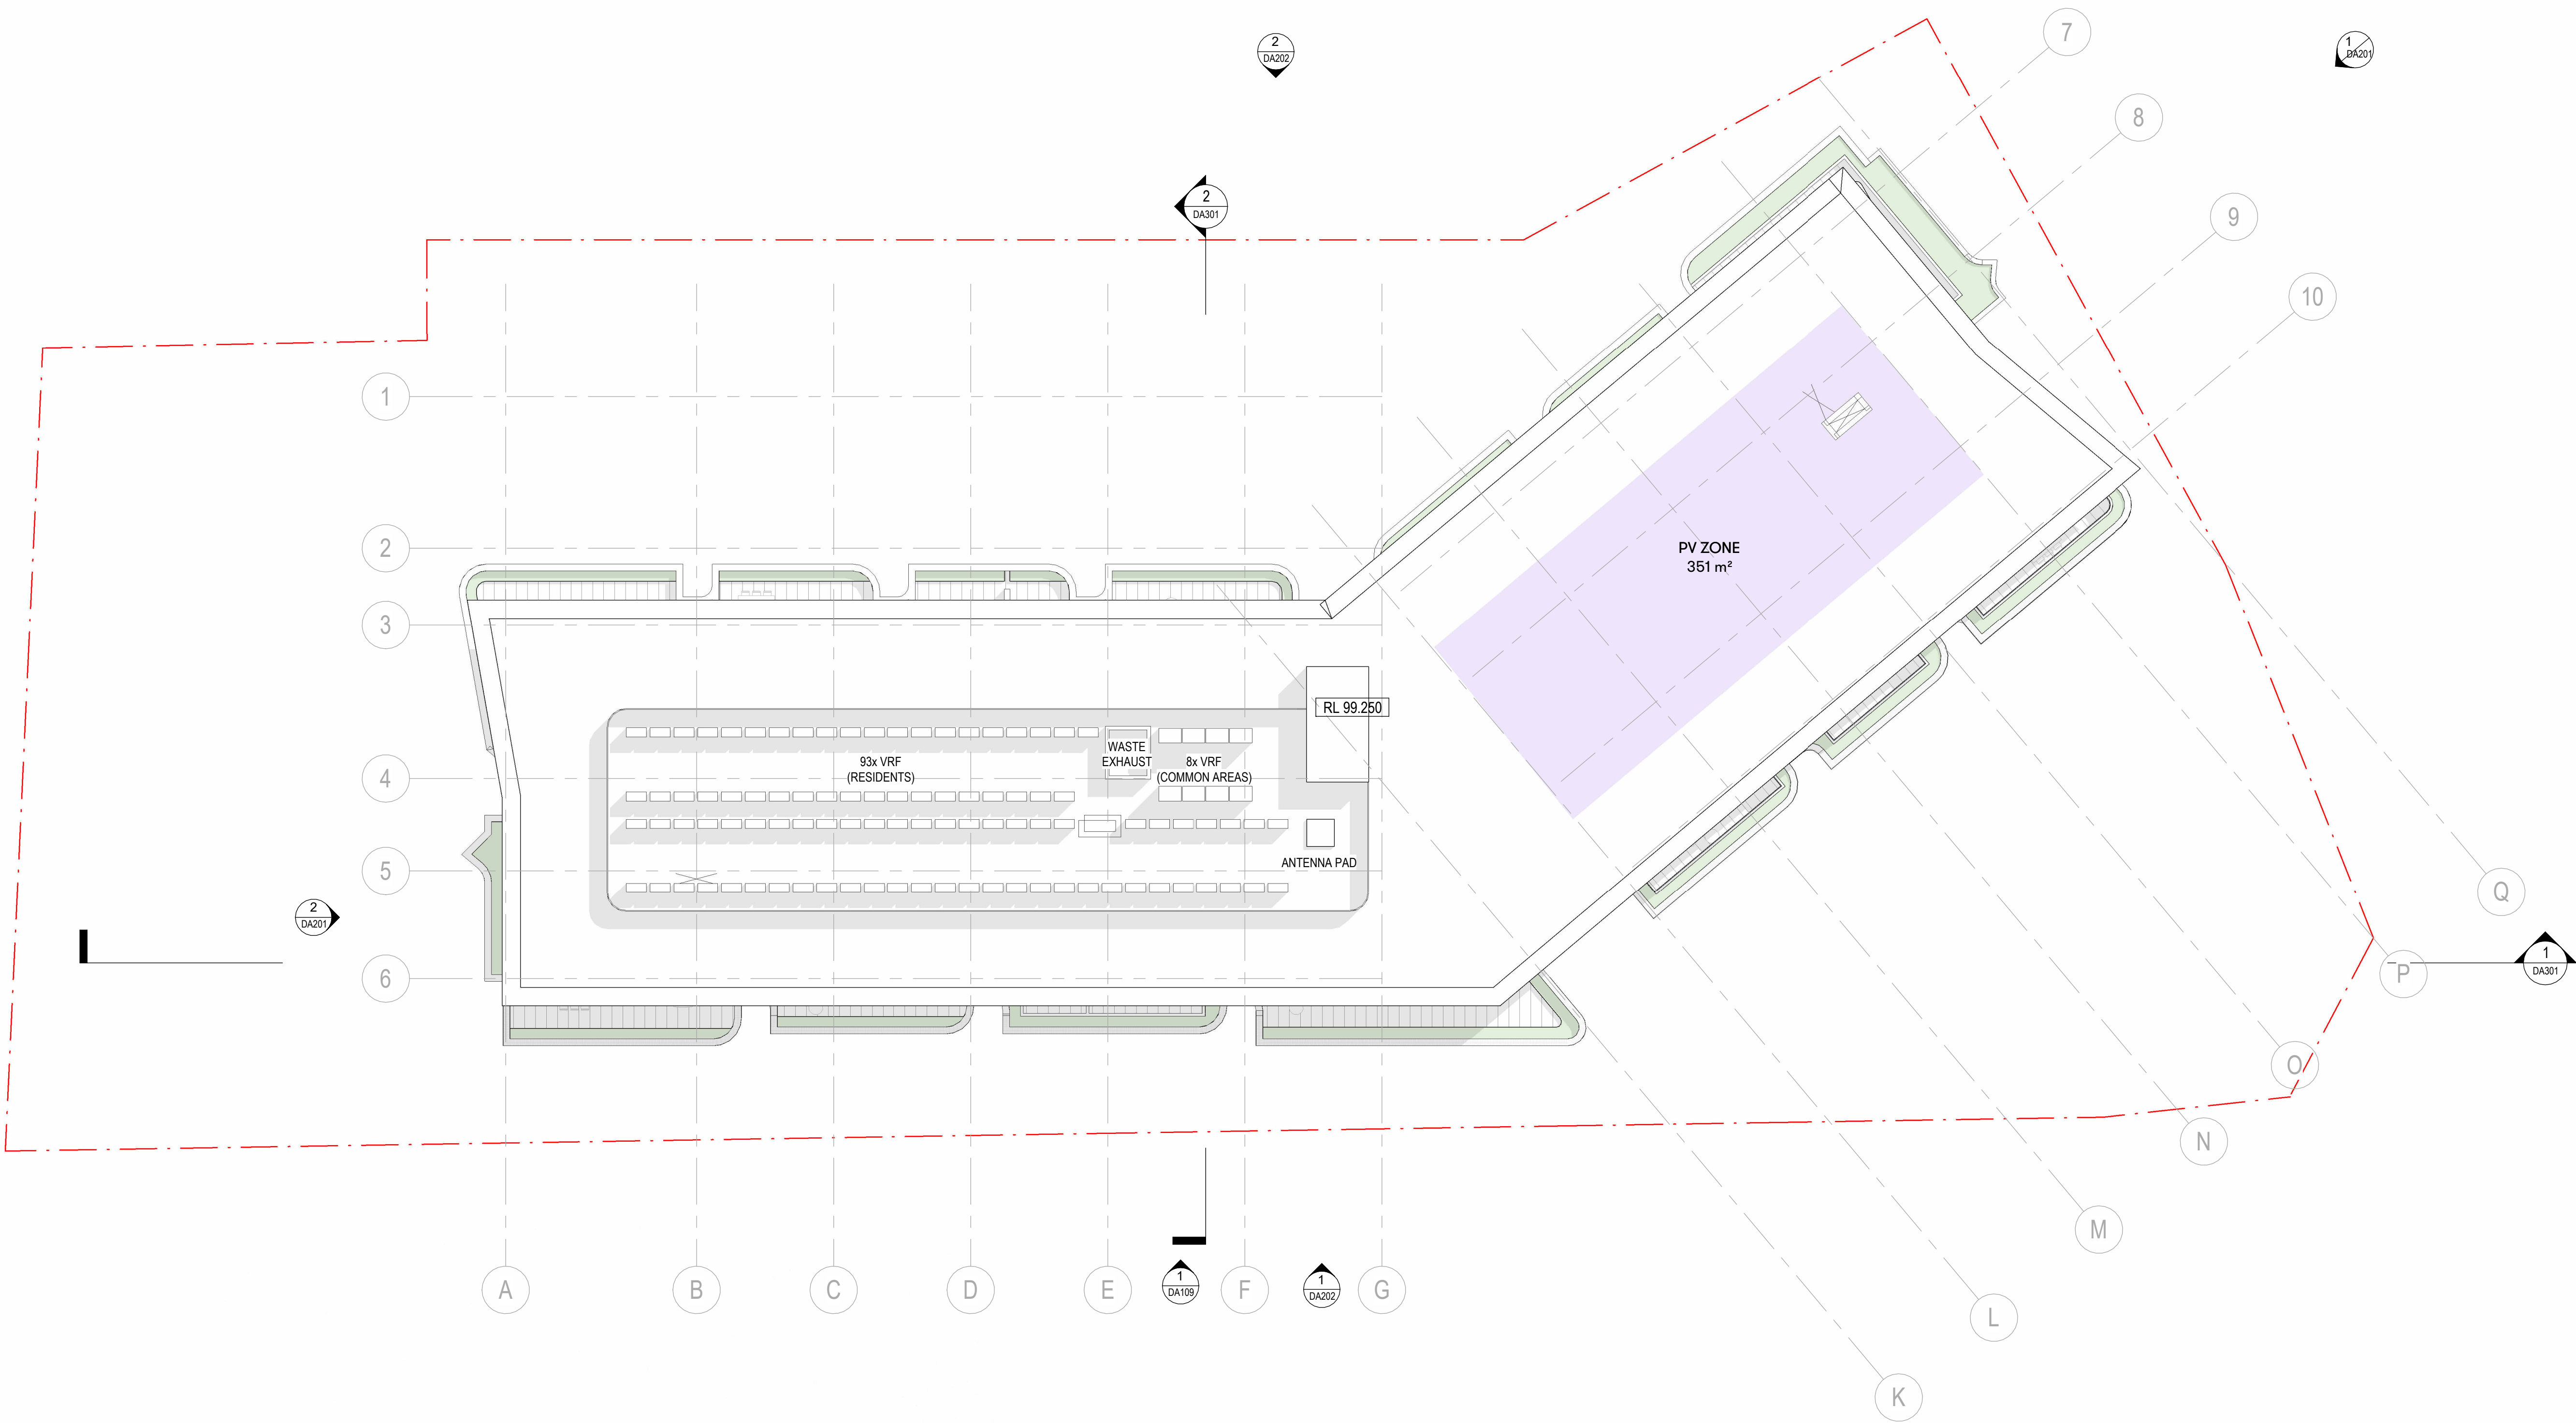 7
2
DA202
1
DA201
8
2
DA301
9
10
1
2
PV ZONE
351 m²
3
RL 99.250
WASTE
EXHAUST
93x VRF
(RESIDENTS)
8x VRF
(COMMON AREAS)
4
ANTENNA PAD
5
Q
2
DA201
1
DA301
P
6
O
N
M
A
B
C
D
E
1
DA109
F
1
DA202
G
L
K